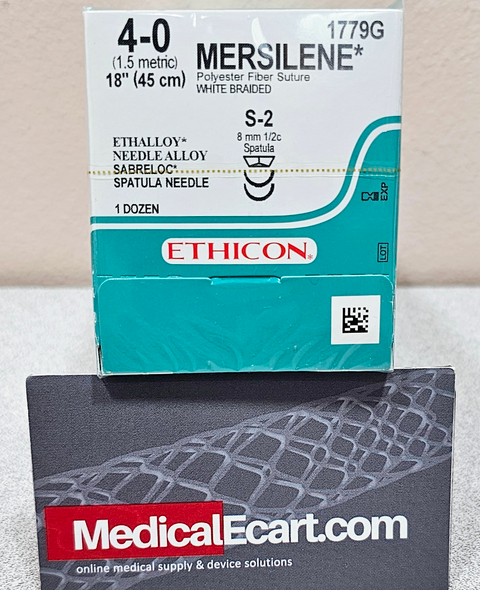 4-0
(1.5 metric)
18" (45 cm)
1779G
MERSILENE*
Polyester Fiber Suture
WHITE BRAIDED
S-2
8 mm 1/2c
Spatula
ETHALLOY*
NEEDLE ALLOY
SABRELOC*
SPATULA NEEDLE
1 DOZEN
EXP
LOT
ETHICON*
MedicalEcart.com
online medical supply & device solutions